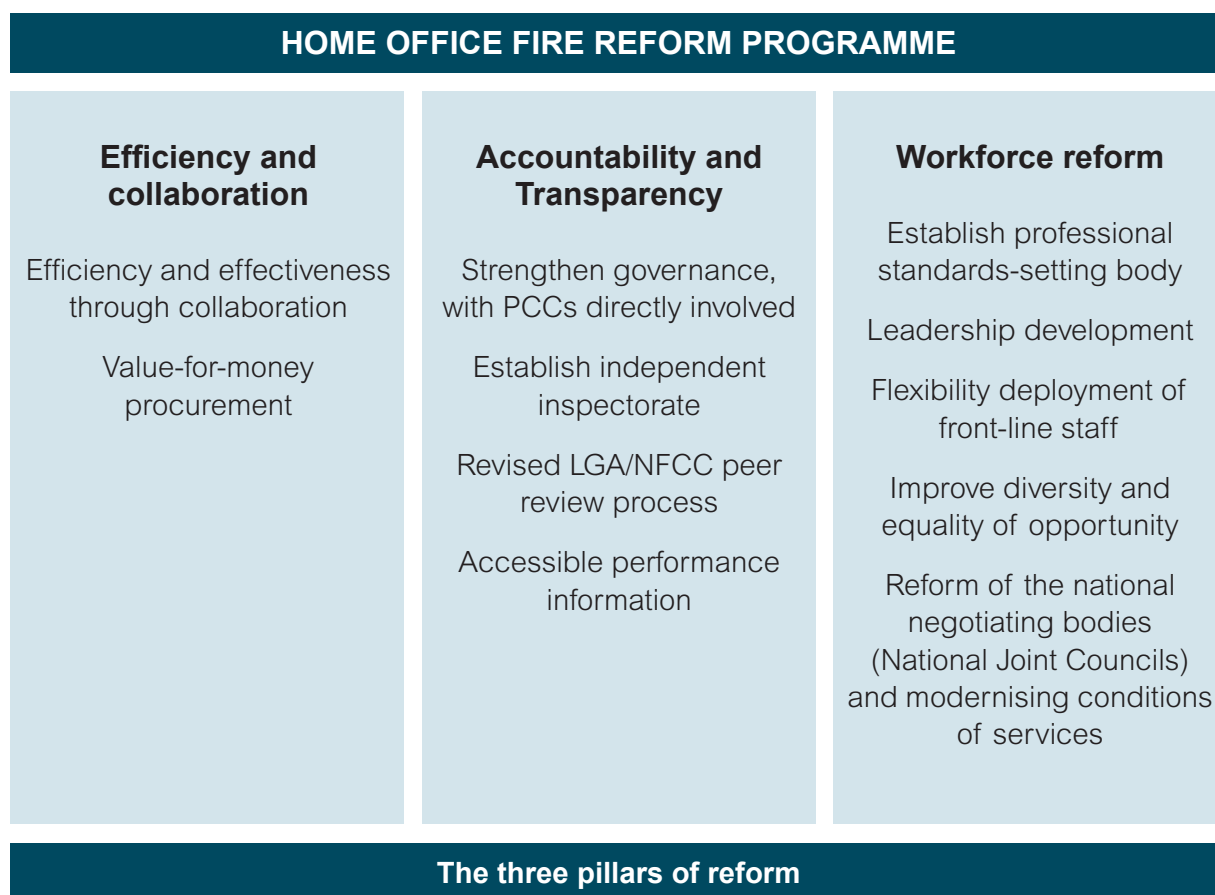 HOME OFFICE FIRE REFORM PROGRAMME
Efficiency and
collaboration
Efficiency and effectiveness
through collaboration
Value-for-money
procurement
Accountability and
Transparency
Strengthen governance,
with PCCs directly involved
Establish independent
inspectorate
Revised LGA/NFCC peer
review process
Accessible performance
information
Workforce reform
Establish professional
standards-setting body
Leadership development
Flexibility deployment of
front-line staff
Improve diversity and
equality of opportunity
Reform of the national
negotiating bodies
(National Joint Councils)
and modernising conditions
of services
The three pillars of reform